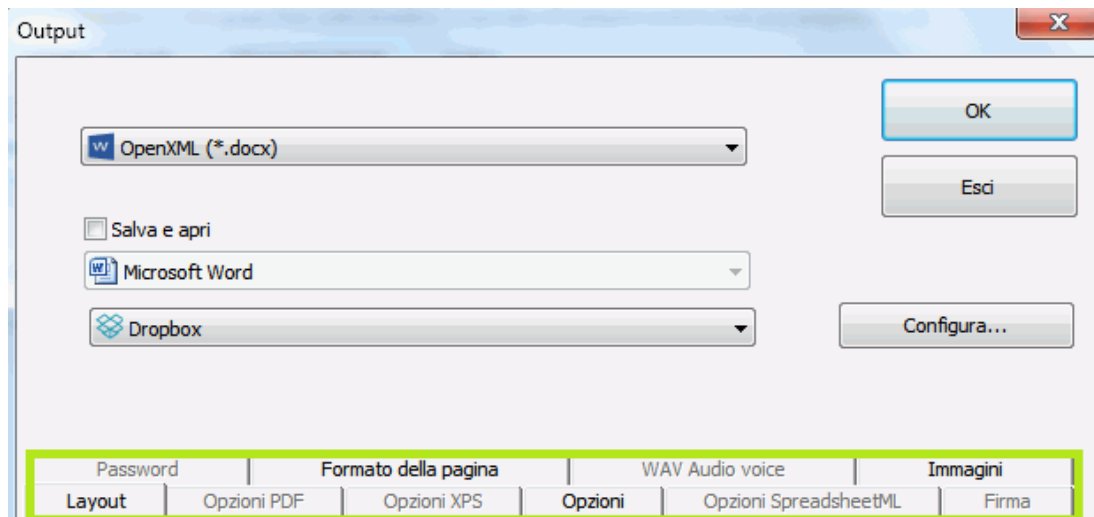 Output
OK
OpenXML (*.docx)
Esci
Salva e apri
Microsoft Word
Dropbox
Configura...
Password Formato della pagina WAV Audio voice Immagini
Layout Opzioni PDF Opzioni XPS Opzioni Opzioni SpreadsheetML Firma